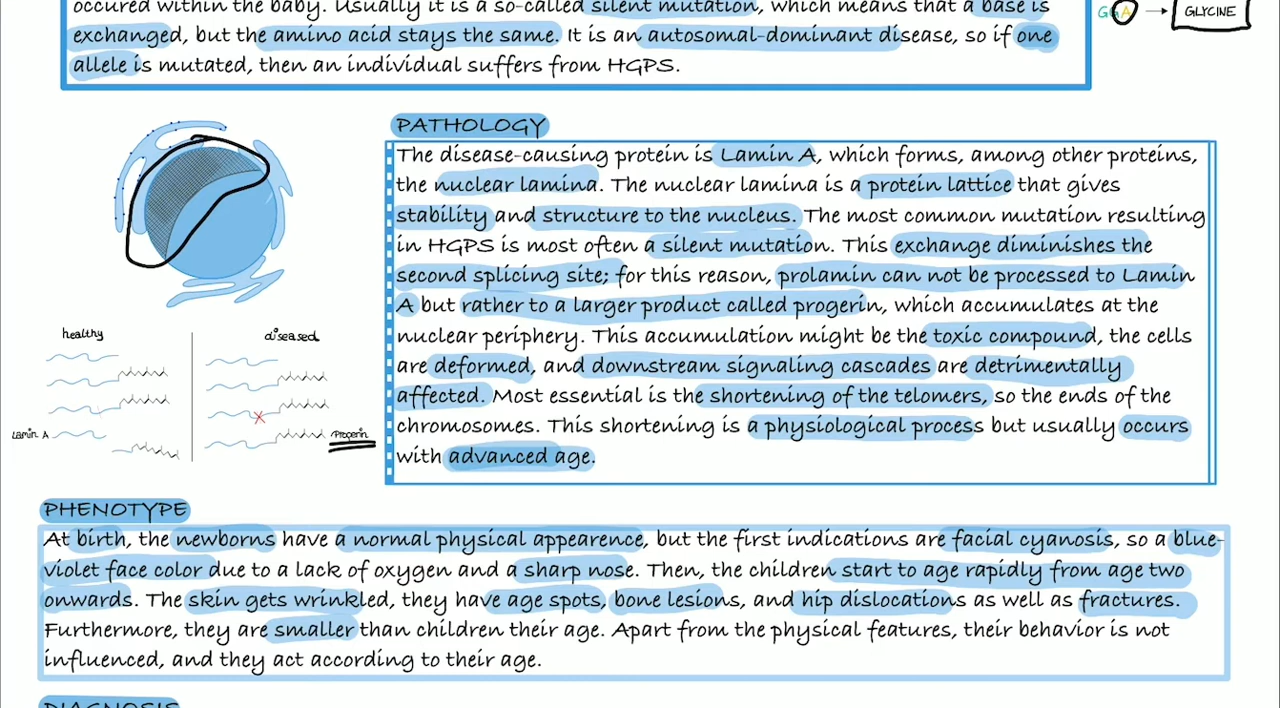 occured within the baby. Usually it is a so-called silent mutation, which means that a base is
exchanged, but the amino acid stays the same. It is an autosomal-dominant disease, so if one
allele is mutated, then an individual suffers from HGPS.
GGA → GLYCINE
PATHOLOGY
The disease-causing protein is Lamin A, which forms, among other proteins,
the nuclear lamina. The nuclear lamina is a protein lattice that gives
stability and structure to the nucleus. The most common mutation resulting
in HGPS is most often a silent mutation. This exchange diminishes the
second splicing site; for this reason, prolamin can not be processed to Lamin
A but rather to a larger product called progerin, which accumulates at the
nuclear periphery. This accumulation might be the toxic compound, the cells
are deformed, and downstream signaling cascades are detrimentally
affected. Most essential is the shortening of the telomers, so the ends of the
chromosomes. This shortening is a physiological process but usually occurs
with advanced age.
healthy
diseased
Lamin A
Progerin
PHENOTYPE
At birth, the newborns have a normal physical appearence, but the first indications are facial cyanosis, so a blue-
violet face color due to a lack of oxygen and a sharp nose. Then, the children start to age rapidly from age two
onwards. The skin gets wrinkled, they have age spots, bone lesions, and hip dislocations as well as fractures.
Furthermore, they are smaller than children their age. Apart from the physical features, their behavior is not
influenced, and they act according to their age.
DIAGNOSIS